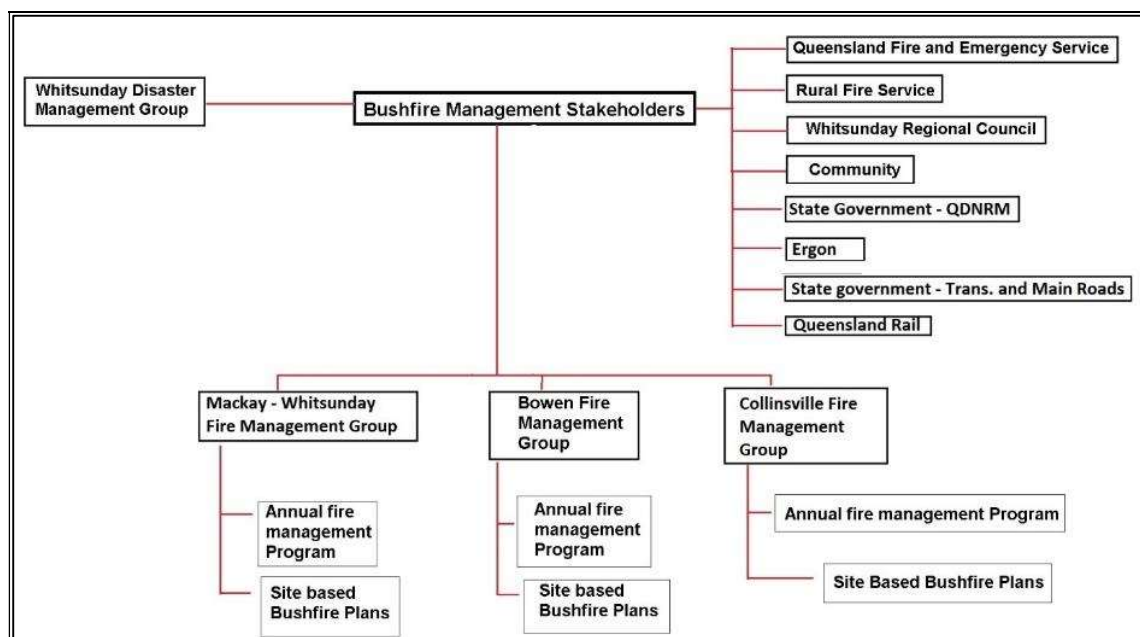 Queensland Fire and Emergency Service
Whitsunday Disaster
Management Group
Bushfire Management Stakeholders
Rural Fire Service
Whitsunday Regional Council
Community
State Government - QDNRM
Ergon
State government - Trans. and Main Roads
Queensland Rail
Mackay - Whitsunday
Fire Management Group
Bowen Fire
Management
Group
Collinsville Fire
Management
Group
Annual fire
management
Program
Site based
Bushfire Plans
Annual fire
management
Program
Site based
Bushfire Plans
Annual fire management Program
Site Based Bushfire Plans